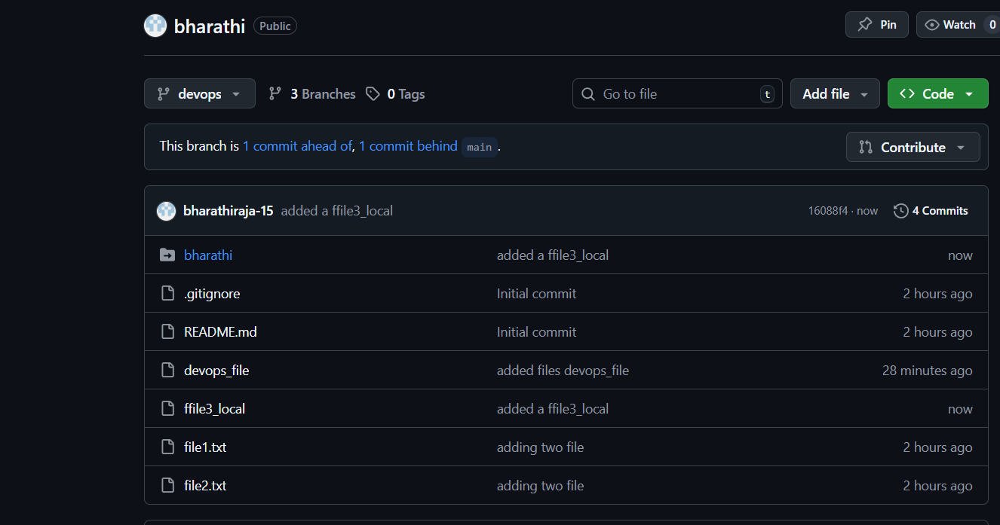 bharathi Public Pin Watch 0
devops 3 Branches 0 Tags Go to file t Add file Code
This branch is 1 commit ahead of, 1 commit behind main .
Contribute
bharathiraja-15 added a ffile3_local 16088f4 · now 4 Commits
bharathi added a ffile3_local now
.gitignore Initial commit 2 hours ago
README.md Initial commit 2 hours ago
devops_file added files devops_file 28 minutes ago
ffile3_local added a ffile3_local now
file1.txt adding two file 2 hours ago
file2.txt adding two file 2 hours ago